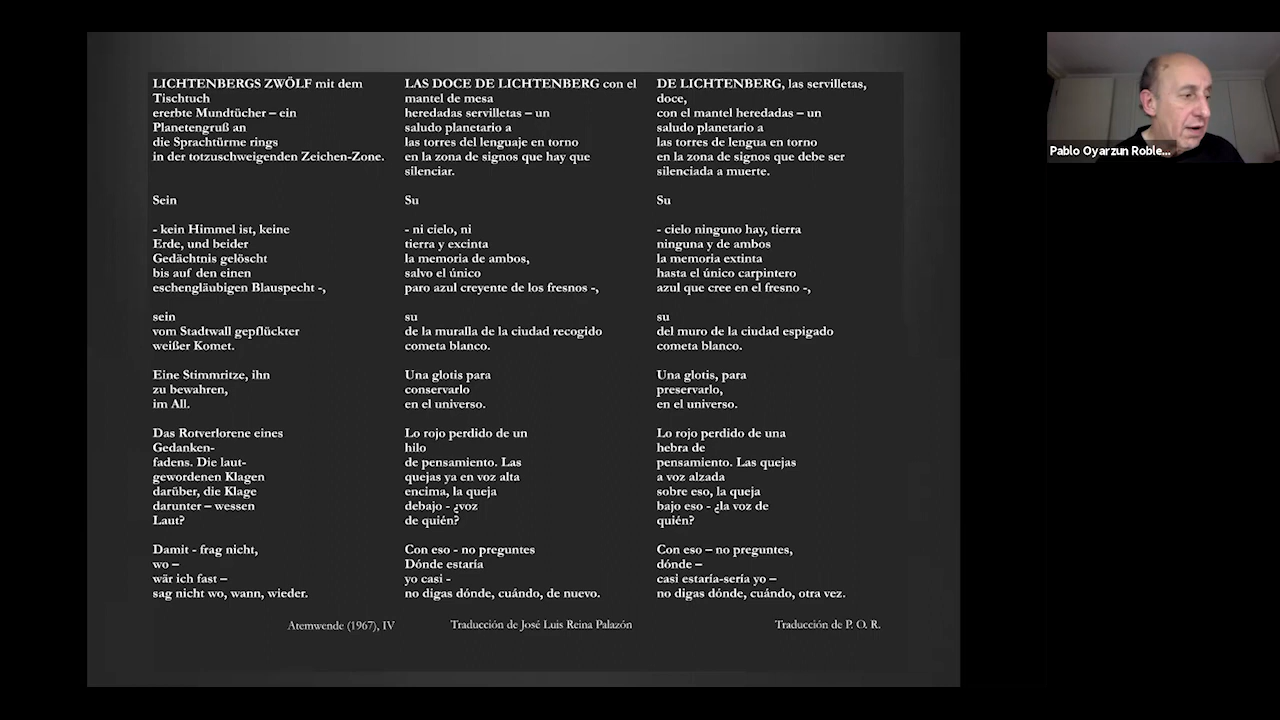 LICHTENBERGS ZWÖLF mit dem
Tischtuch
ererbte Mundtücher – ein
Planetengruß an
die Sprachtürme rings
in der totzuschweigenden Zeichen-Zone.
Sein
- kein Himmel ist, keine
Erde, und beider
Gedächtnis gelöscht
bis auf den einen
eschengläubigen Blauspecht -,
sein
vom Stadtwall gepflückter
weißer Komet.
Eine Stimmritze, ihn
zu bewahren,
im All.
Das Rotverlorene eines
Gedanken-
fadens. Die laut-
gewordenen Klagen
darüber, die Klage
darunter – wessen
Laut?
Damit - frag nicht,
wo –
wär ich fast –
sag nicht wo, wann, wieder.
Atemwende (1967), IV
LAS DOCE DE LICHTENBERG con el
mantel de mesa
heredadas servilletas – un
saludo planetario a
las torres del lenguaje en torno
en la zona de signos que hay que
silenciar.
Su
- ni cielo, ni
tierra y excinta
la memoria de ambos,
salvo el único
paro azul creyente de los fresnos -,
su
de la muralla de la ciudad recogido
cometa blanco.
Una glotis para
conservarlo
en el universo.
Lo rojo perdido de un
hilo
de pensamiento. Las
quejas ya en voz alta
encima, la queja
debajo - ¿voz
de quién?
Con eso - no preguntes
Dónde estaría
yo casi -
no digas dónde, cuándo, de nuevo.
Traducción de José Luis Reina Palazón
DE LICHTENBERG, las servilletas,
doce,
con el mantel heredadas – un
saludo planetario a
las torres de lengua en torno
en la zona de signos que debe ser
silenciada a muerte.
Su
- cielo ninguno hay, tierra
ninguna y de ambos
la memoria extinta
hasta el único carpintero
azul que cree en el fresno -,
su
del muro de la ciudad espigado
cometa blanco.
Una glotis, para
preservarlo,
en el universo.
Lo rojo perdido de una
hebra de
pensamiento. Las quejas
a voz alzada
sobre eso, la queja
bajo eso - ¿la voz de
quién?
Con eso – no preguntes,
dónde –
casi estaría-sería yo –
no digas dónde, cuándo, otra vez.
Traducción de P. O. R.
Pablo Oyarzun Roble...